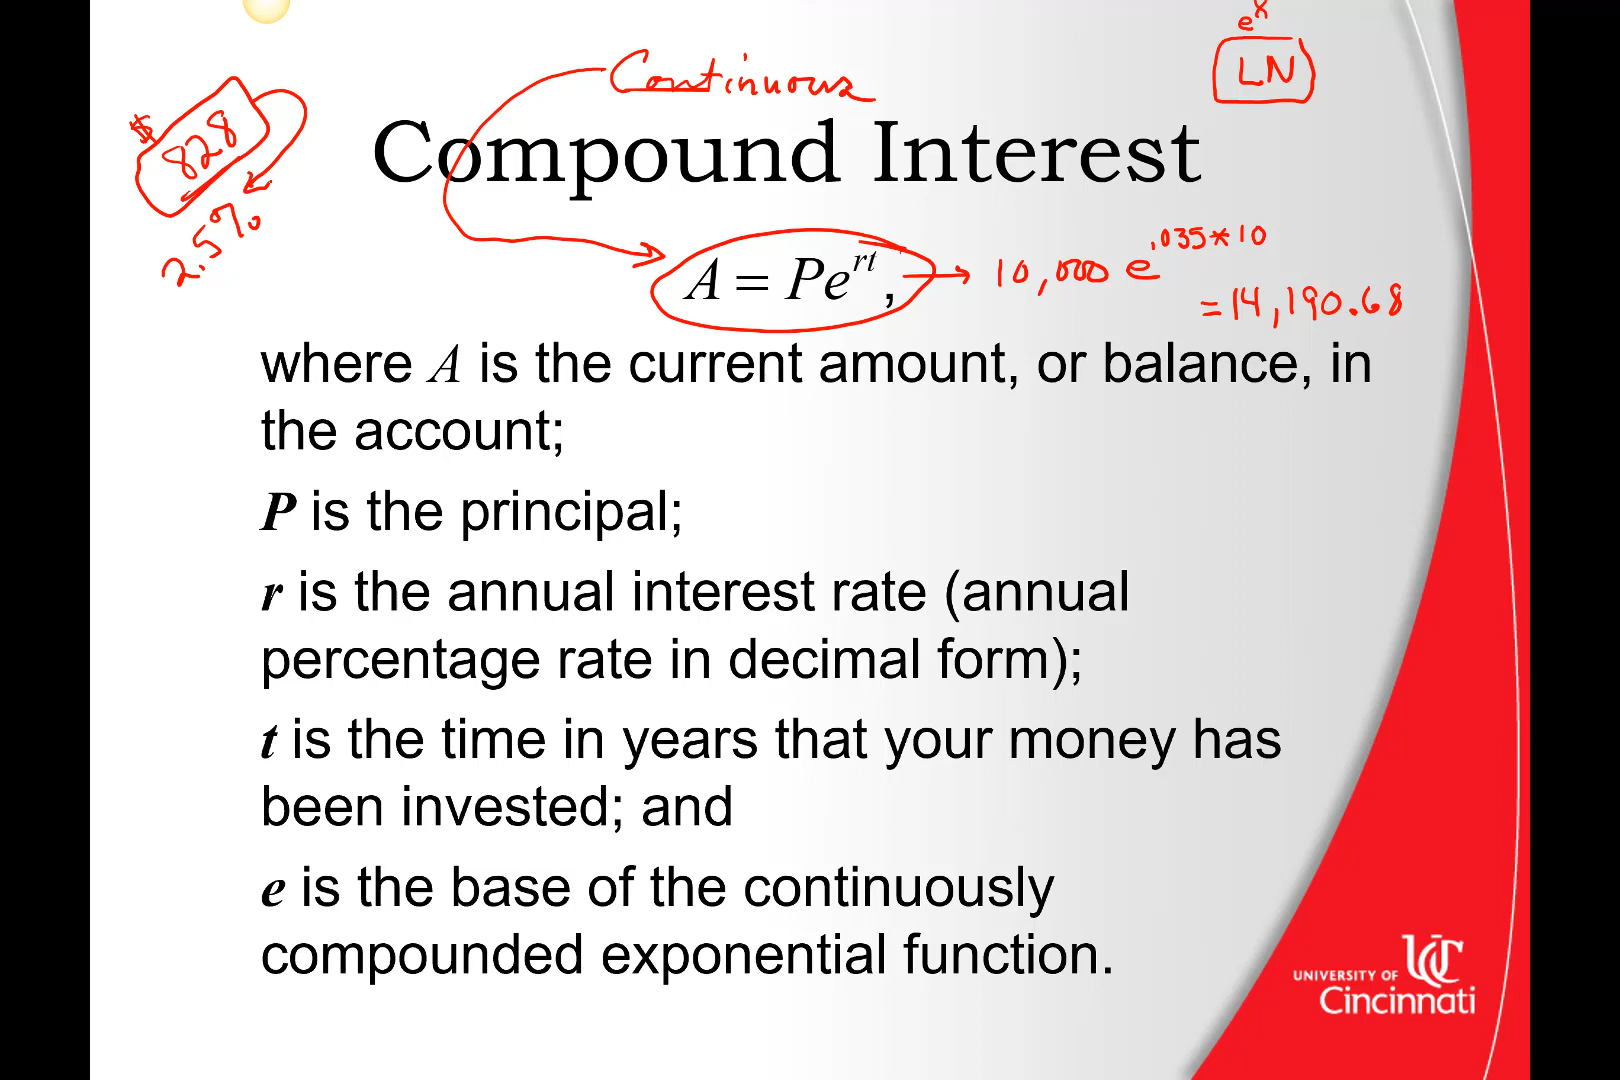 e^x
LN
Continuous
$ 828
2.5%
Compound Interest
A = Pe^rt,
10,000 e^.035*10
= 14,190.68
where A is the current amount, or balance, in
the account;
P is the principal;
r is the annual interest rate (annual
percentage rate in decimal form);
t is the time in years that your money has
been invested; and
e is the base of the continuously
compounded exponential function.
UNIVERSITY OF
Cincinnati
UC